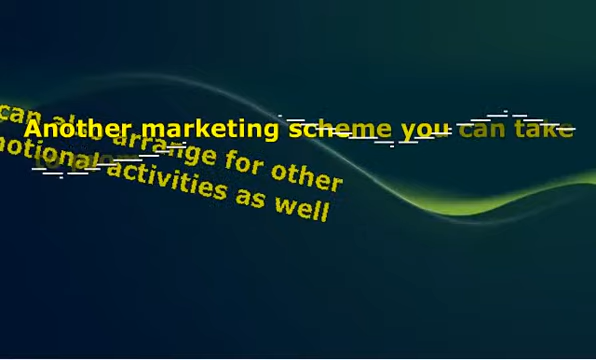 Another marketing scheme you can take
can also arrange for other
activities as well